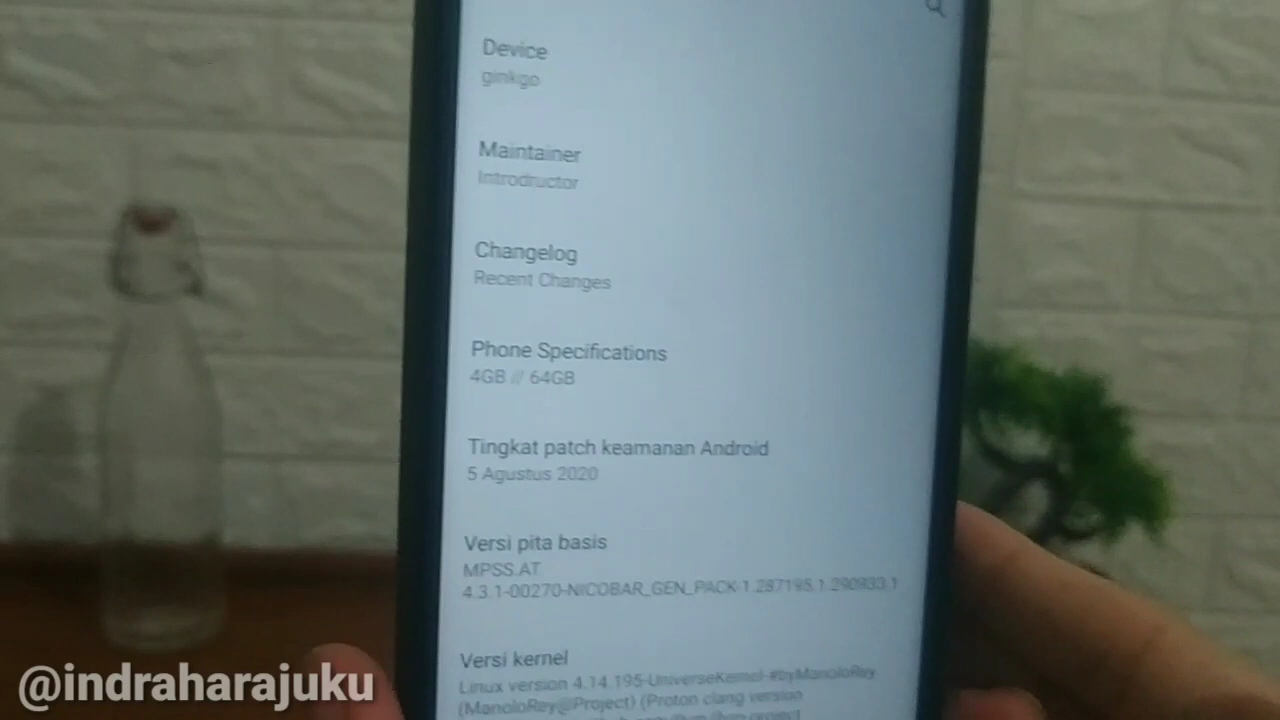 Device
ginkgo
Maintainer
Introdructor
Changelog
Recent Changes
Phone Specifications
4GB // 64GB
Tingkat patch keamanan Android
5 Agustus 2020
Versi pita basis
MPSS.AT
4.3.1-00270-NICOBAR_GEN_PACK-1.287195.1.290933.1
Versi kernel
Linux version 4.14.195-UniverseKernel-#byManoloRey
(ManoloRey@Project) (Proton clang version
@indraharajuku